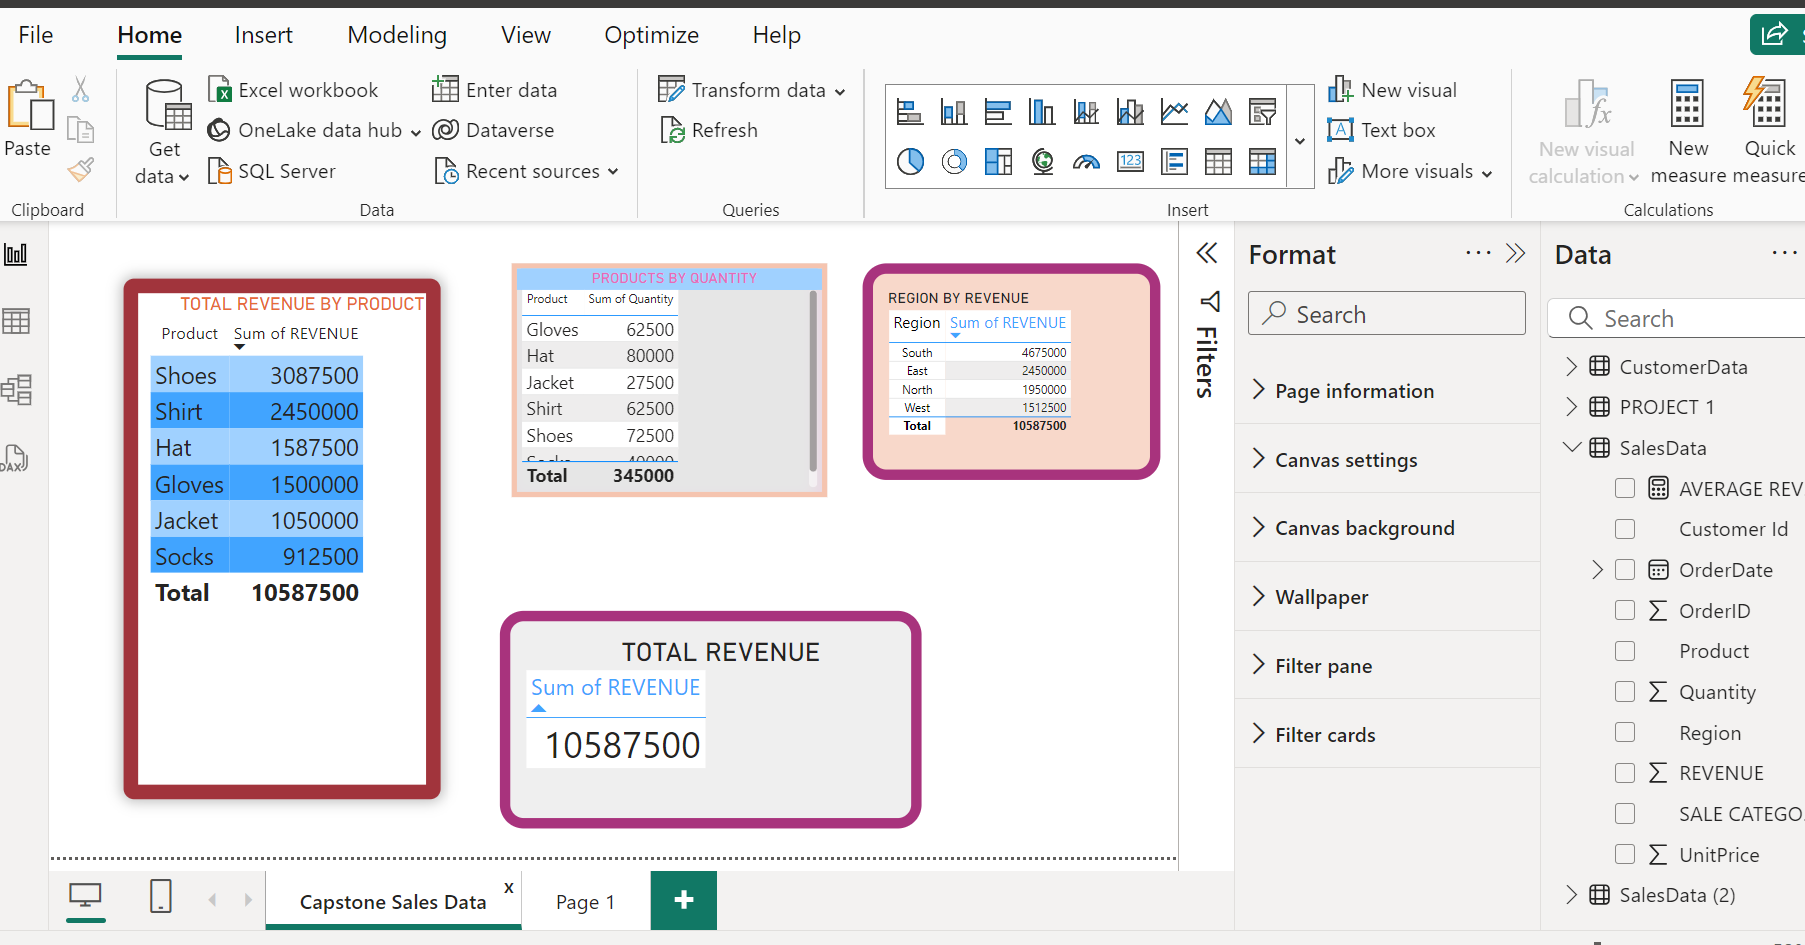 File Home Insert Modeling View Optimize Help
Paste
Clipboard
Get data
Excel workbook
OneLake data hub
SQL Server
Enter data
Dataverse
Recent sources
Data
Transform data
Refresh
Queries
123
New visual
A Text box
More visuals
Insert
New visual calculation
New measure
Quick measure
Calculations
DAX
TOTAL REVENUE BY PRODUCT
Product Sum of REVENUE
Shoes 3087500
Shirt 2450000
Hat 1587500
Gloves 1500000
Jacket 1050000
Socks 912500
Total 10587500
PRODUCTS BY QUANTITY
Product Sum of Quantity
Gloves 62500
Hat 80000
Jacket 27500
Shirt 62500
Shoes 72500
Total 345000
REGION BY REVENUE
Region Sum of REVENUE
South 4675000
East 2450000
North 1950000
West 1512500
Total 10587500
TOTAL REVENUE
Sum of REVENUE
10587500
Filters
Format
Search
Page information
Canvas settings
Canvas background
Wallpaper
Filter pane
Filter cards
Data
Search
CustomerData
PROJECT 1
SalesData
AVERAGE REV
Customer Id
OrderDate
Σ OrderID
Product
Σ Quantity
Region
Σ REVENUE
SALE CATEGO
Σ UnitPrice
SalesData (2)
Capstone Sales Data x
Page 1
+